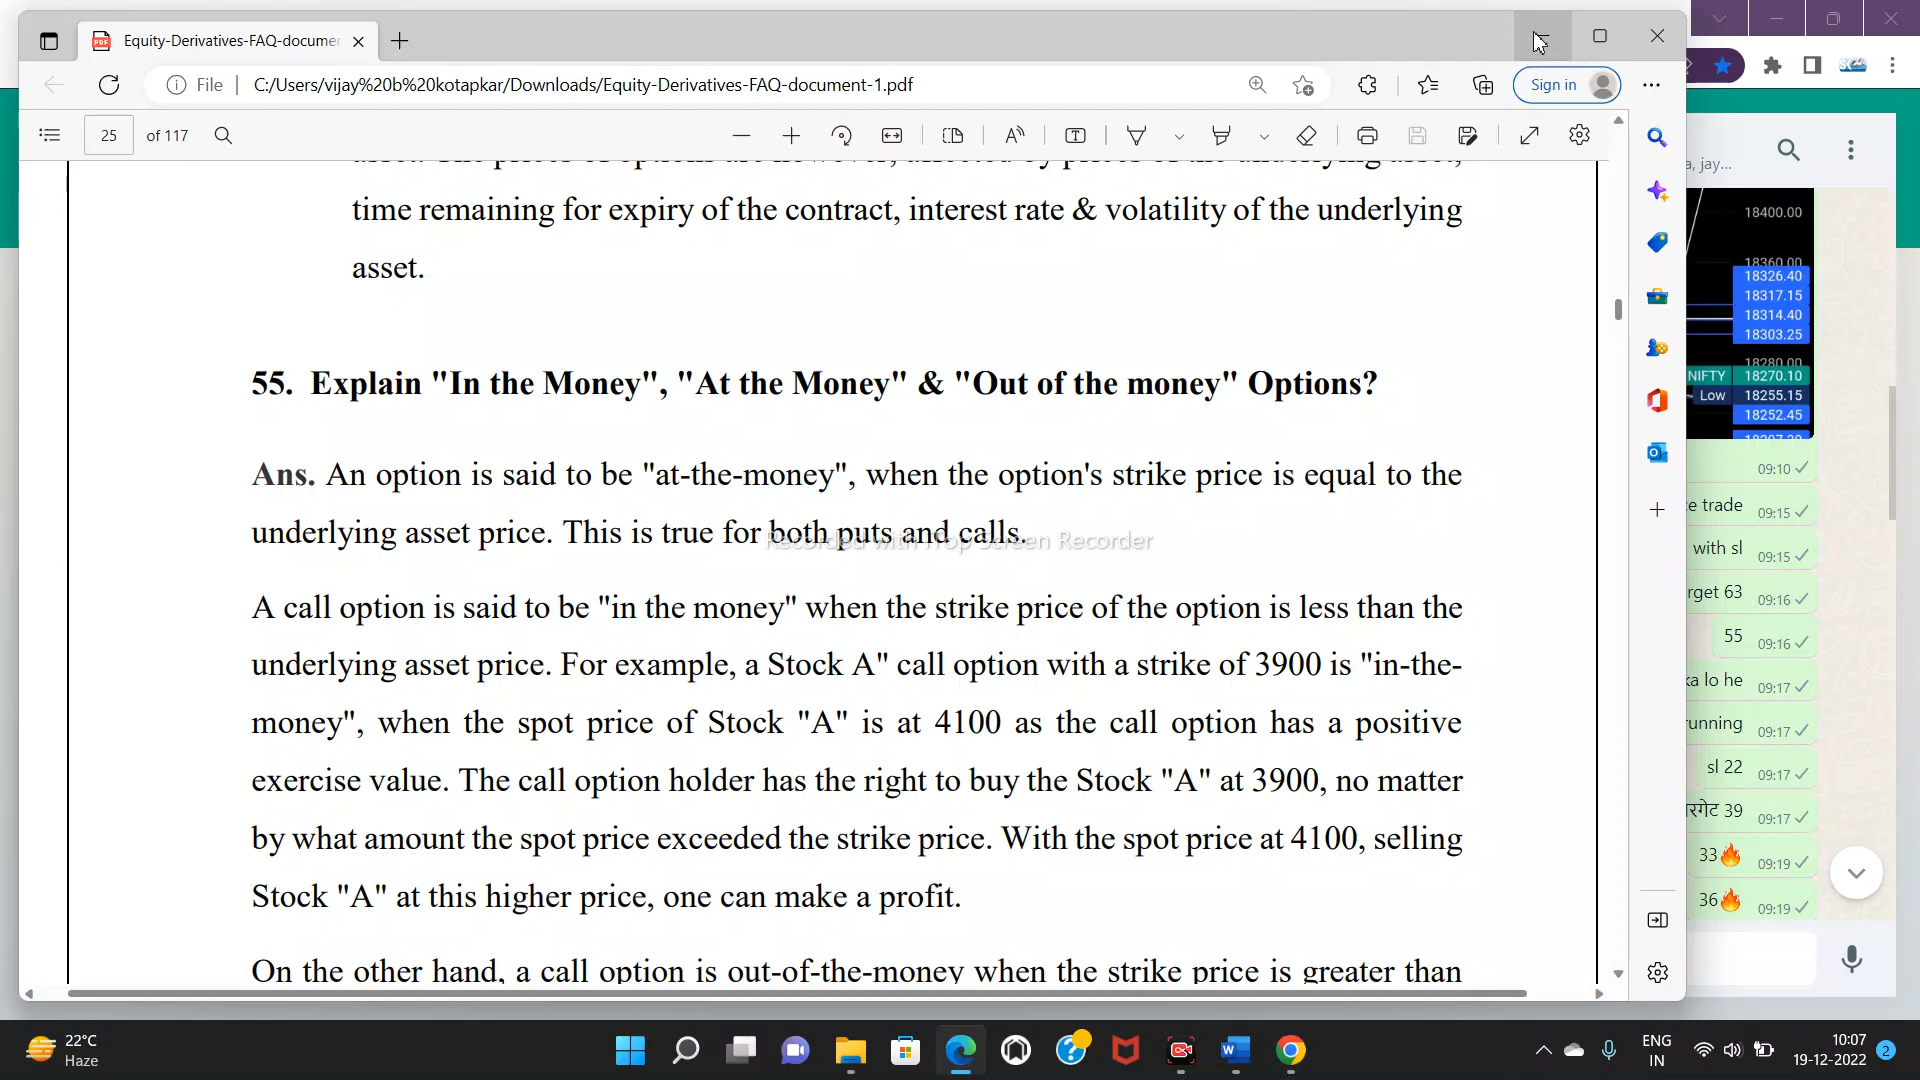 Equity-Derivatives-FAQ-docume
File
C:/Users/vijay%20b%20kotapkar/Downloads/Equity-Derivatives-FAQ-document-1.pdf
Sign in
25 of 117
time remaining for expiry of the contract, interest rate & volatility of the underlying
asset.
55. Explain "In the Money", "At the Money" & "Out of the money" Options?
Ans. An option is said to be "at-the-money", when the option's strike price is equal to the
underlying asset price. This is true for both puts and calls.
Recorded with iTop Screen Recorder
A call option is said to be "in the money" when the strike price of the option is less than the
underlying asset price. For example, a Stock A" call option with a strike of 3900 is "in-the-
money", when the spot price of Stock "A" is at 4100 as the call option has a positive
exercise value. The call option holder has the right to buy the Stock "A" at 3900, no matter
by what amount the spot price exceeded the strike price. With the spot price at 4100, selling
Stock "A" at this higher price, one can make a profit.
On the other hand, a call option is out-of-the-money when the strike price is greater than
a, jay...
18400.00
18360.00
18326.40
18317.15
18314.40
18303.25
18280.00
NIFTY 18270.10
Low 18255.15
18252.45
09:10
e trade 09:15
with sl 09:15
rget 63 09:16
55 09:16
ka lo he 09:17
unning 09:17
sl 22 09:17
रगेट 39 09:17
33🔥 09:19
36🔥 09:19
22°C
Haze
ENG
IN
10:07
19-12-2022
2